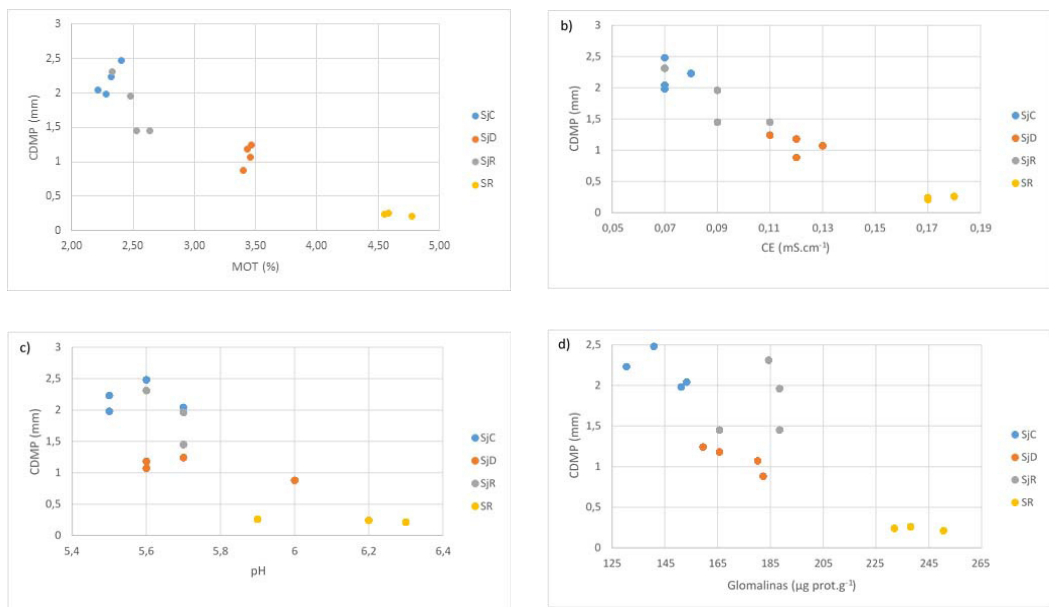 3
2,5
2
1,5
1
0,5
0
CDMP (mm)
2,00 2,50 3,00 3,50 4,00 4,50 5,00
MOT (%)
SjC
SjD
SjR
SR
b)
3
2,5
2
1,5
1
0,5
0
CDMP (mm)
0,05 0,07 0,09 0,11 0,13 0,15 0,17 0,19
CE (mS.cm⁻¹)
SjC
SjD
SjR
SR
c)
3
2,5
2
1,5
1
0,5
0
CDMP (mm)
5,4 5,6 5,8 6 6,2 6,4
pH
SjC
SjD
SjR
SR
d)
2,5
2
1,5
1
0,5
0
CDMP (mm)
125 145 165 185 205 225 245 265
Glomalinas (µg prot.g⁻¹)
SjC
SjD
SjR
SR